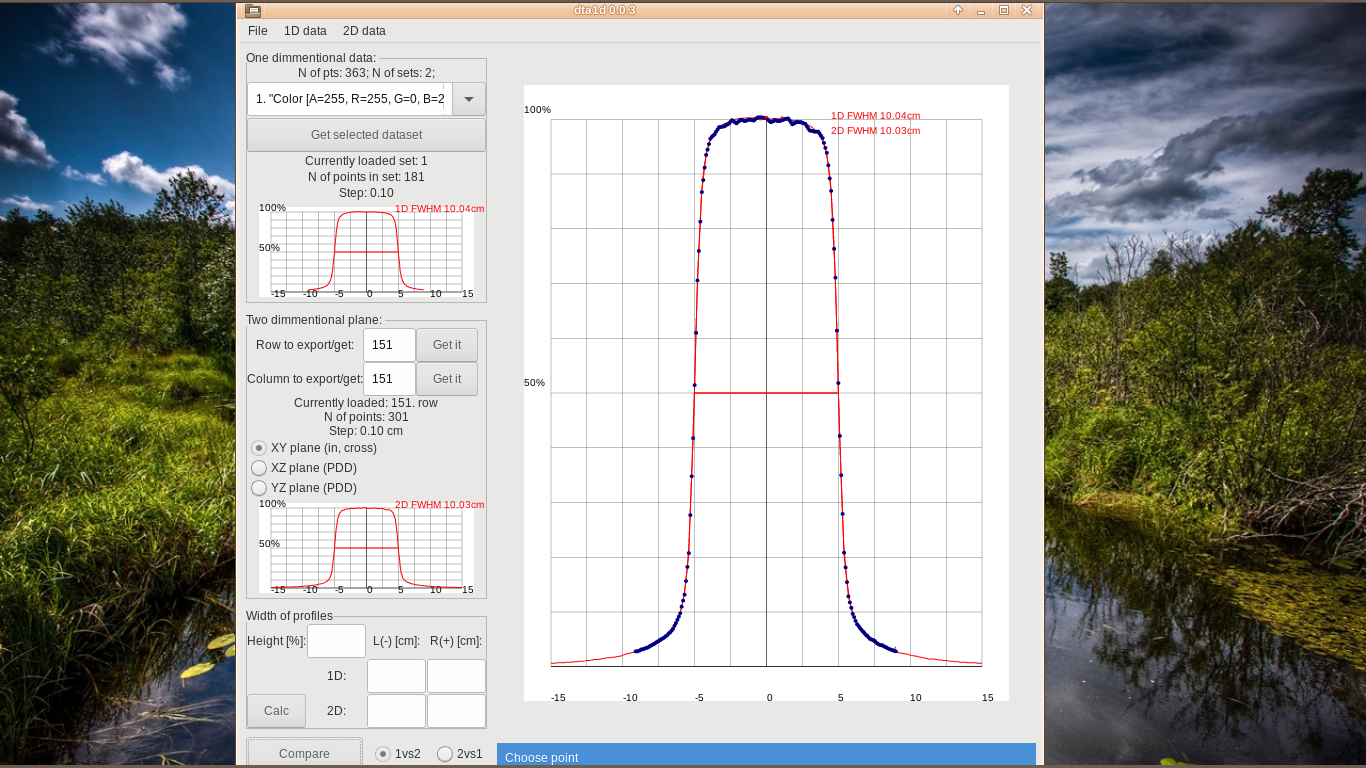 dta1d 0.0.3
File 1D data 2D data
One dimmentional data:
N of pts: 363; N of sets: 2;
1. "Color [A=255, R=255, G=0, B=2
Get selected dataset
Currently loaded set: 1
N of points in set: 181
Step: 0.10
100%
1D FWHM 10.04cm
50%
-15 -10 -5 0 5 10 15
Two dimmentional plane:
Row to export/get: 151 Get it
Column to export/get: 151 Get it
Currently loaded: 151. row
N of points: 301
Step: 0.10 cm
XY plane (in, cross)
XZ plane (PDD)
YZ plane (PDD)
100%
2D FWHM 10.03cm
50%
-15 -10 -5 0 5 10 15
Width of profiles
Height [%]: L(-) [cm]: R(+) [cm]:
1D:
Calc 2D:
Compare 1vs2 2vs1
100%
1D FWHM 10.04cm
2D FWHM 10.03cm
50%
-15 -10 -5 0 5 10 15
Choose point